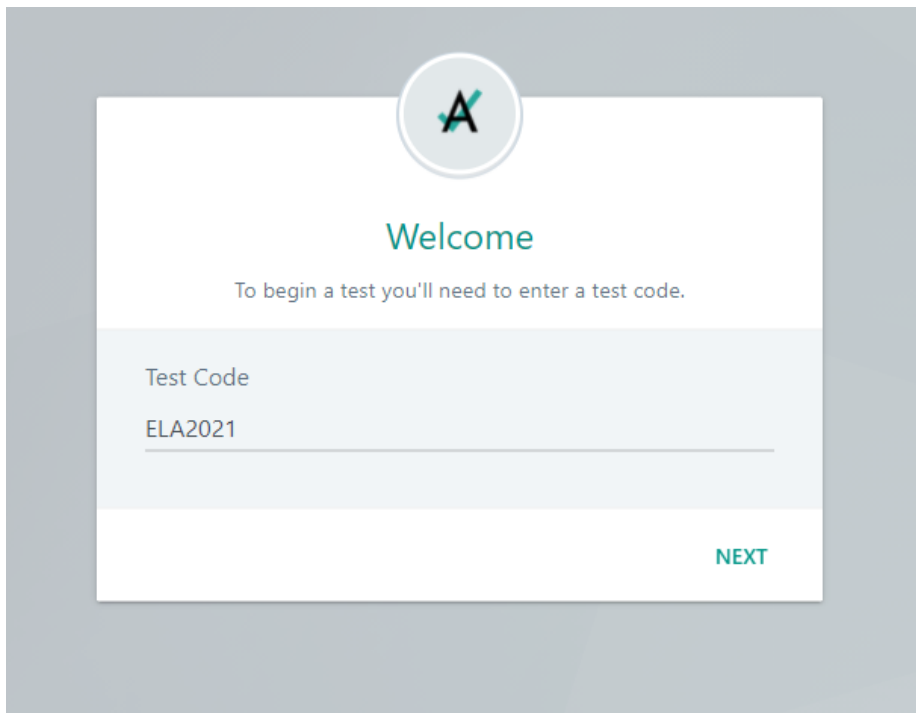 Welcome
To begin a test you'll need to enter a test code.
Test Code
ELA2021
NEXT